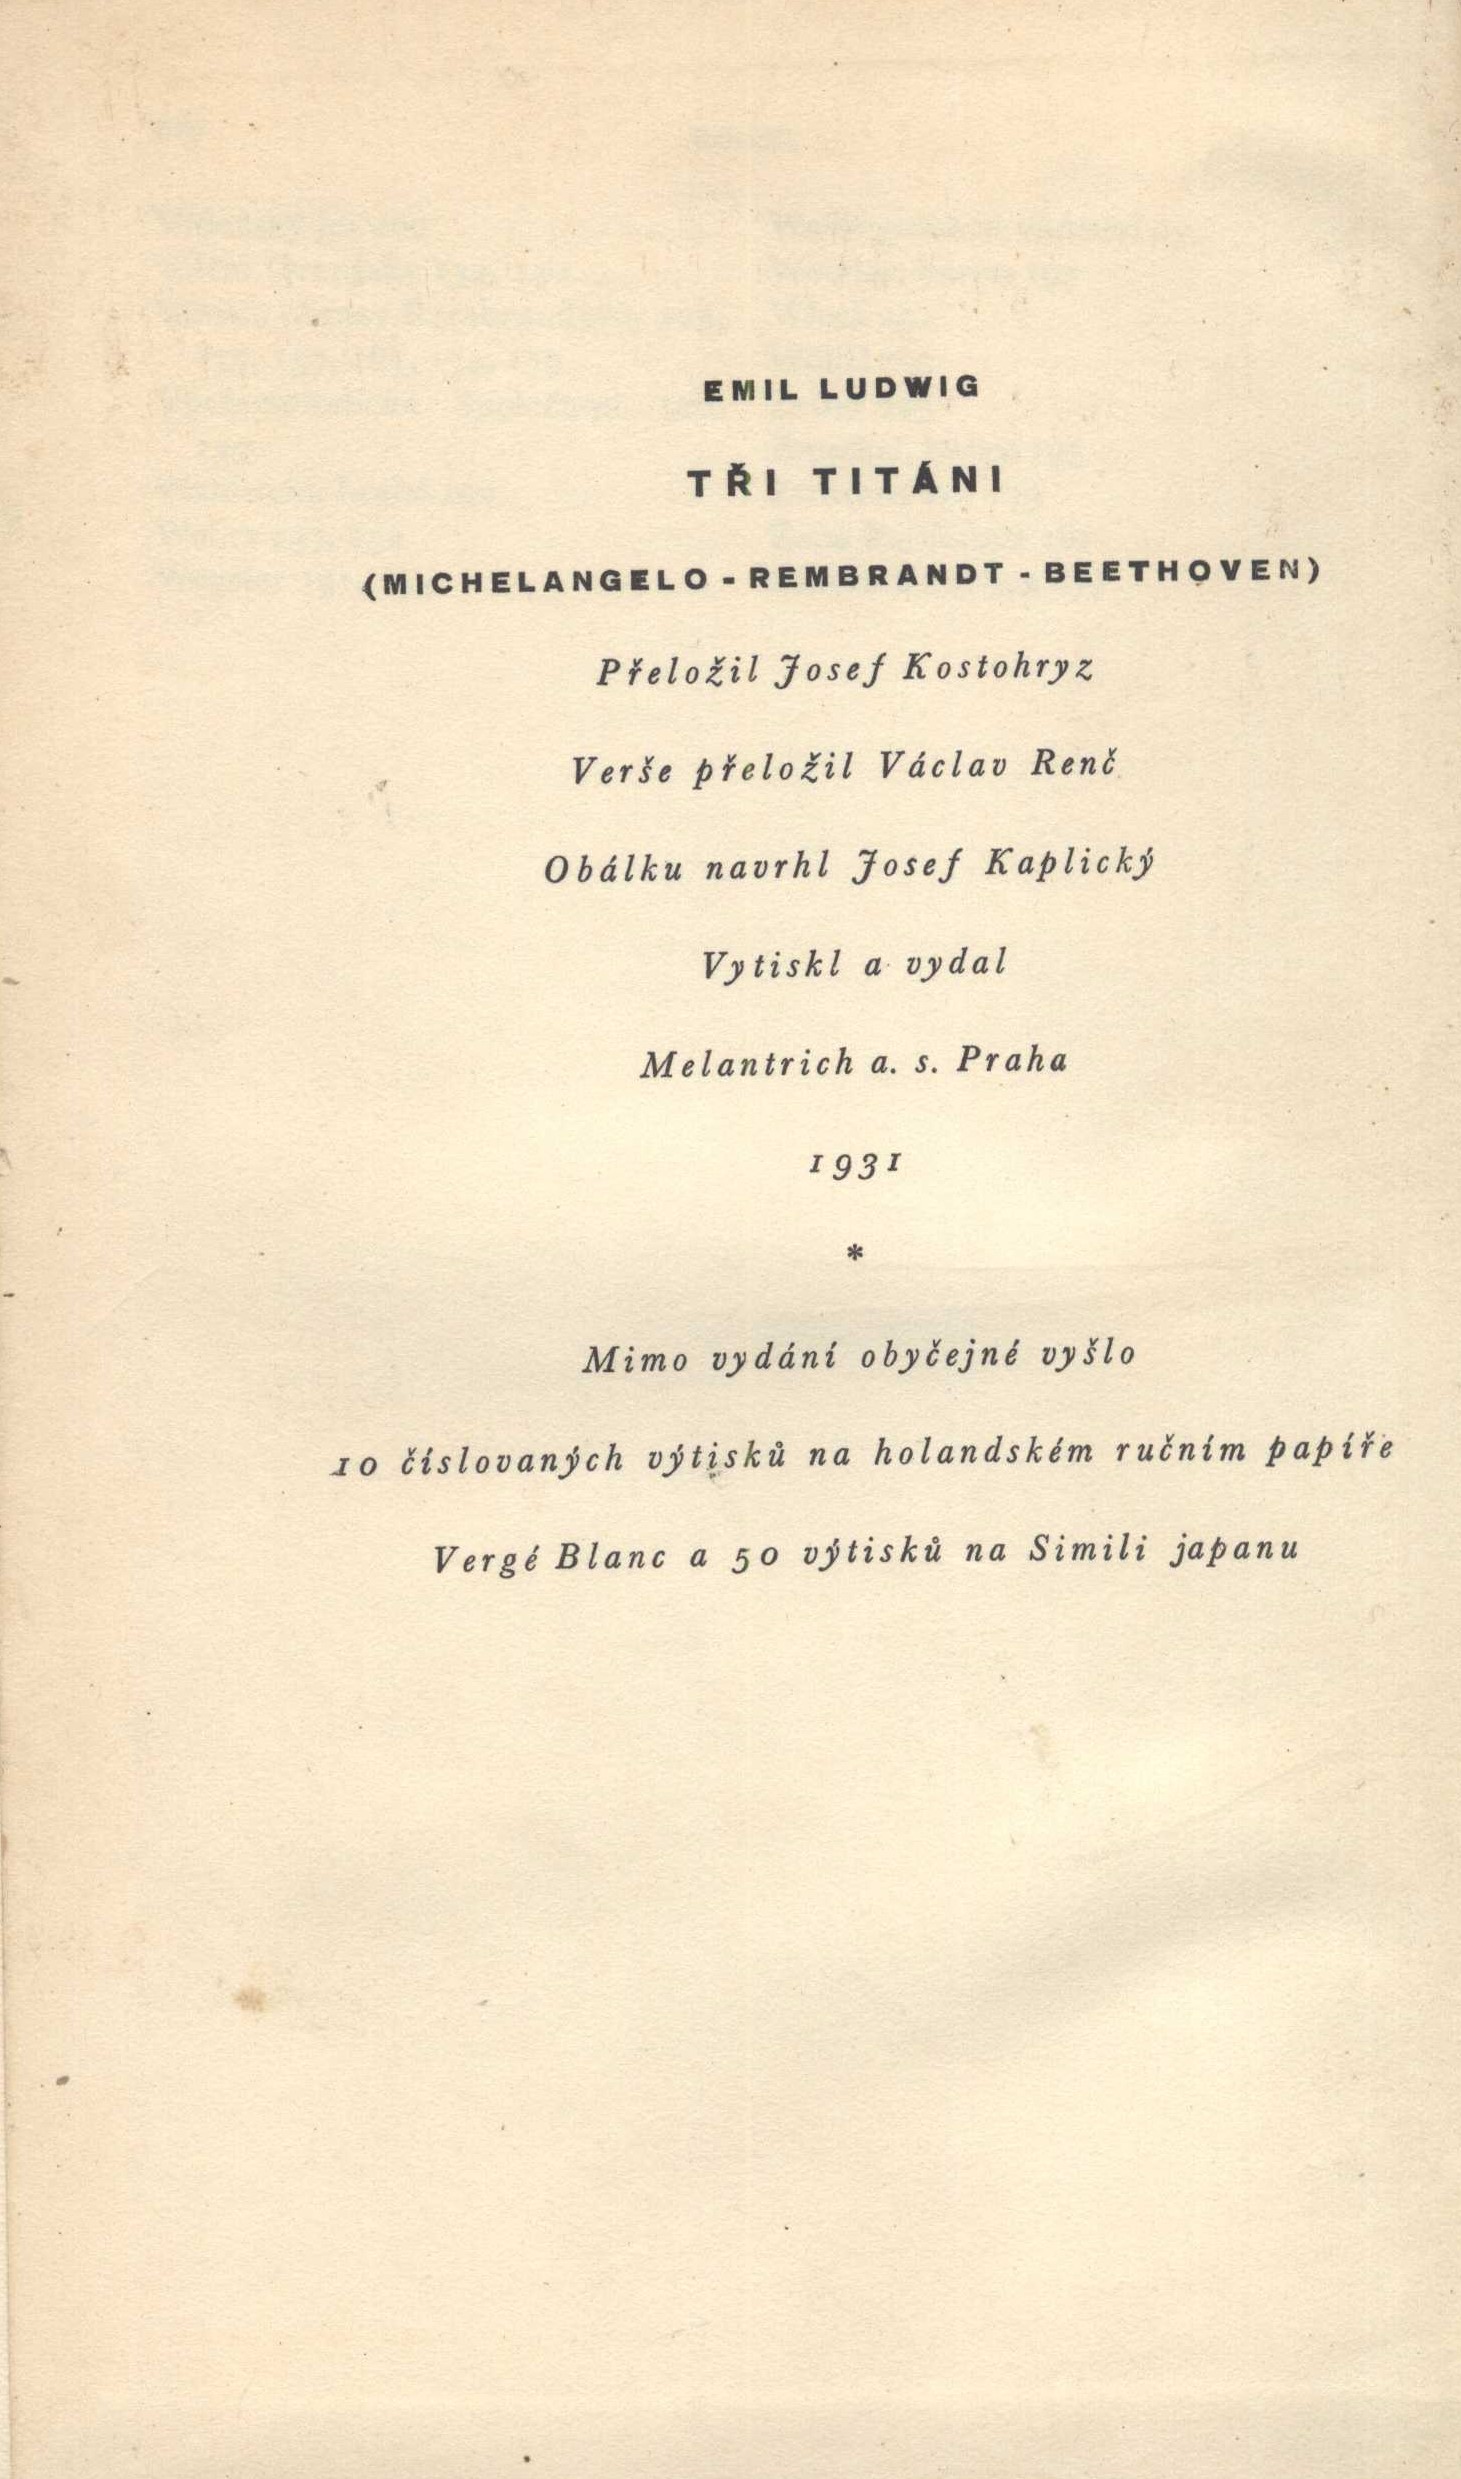 EMIL LUDWIG
TŘI TITÁNI
(MICHELANGELO - REMBRANDT - BEETHOVEN)
Přeložil Josef Kostohryz
Verše přeložil Václav Renč
Obálku navrhl Josef Kaplický
Vytiskl a vydal
Melantrich a. s. Praha
1931
*
Mimo vydání obyčejné vyšlo
10 číslovaných výtisků na holandském ručním papíře
Vergé Blanc a 50 výtisků na Simili japanu